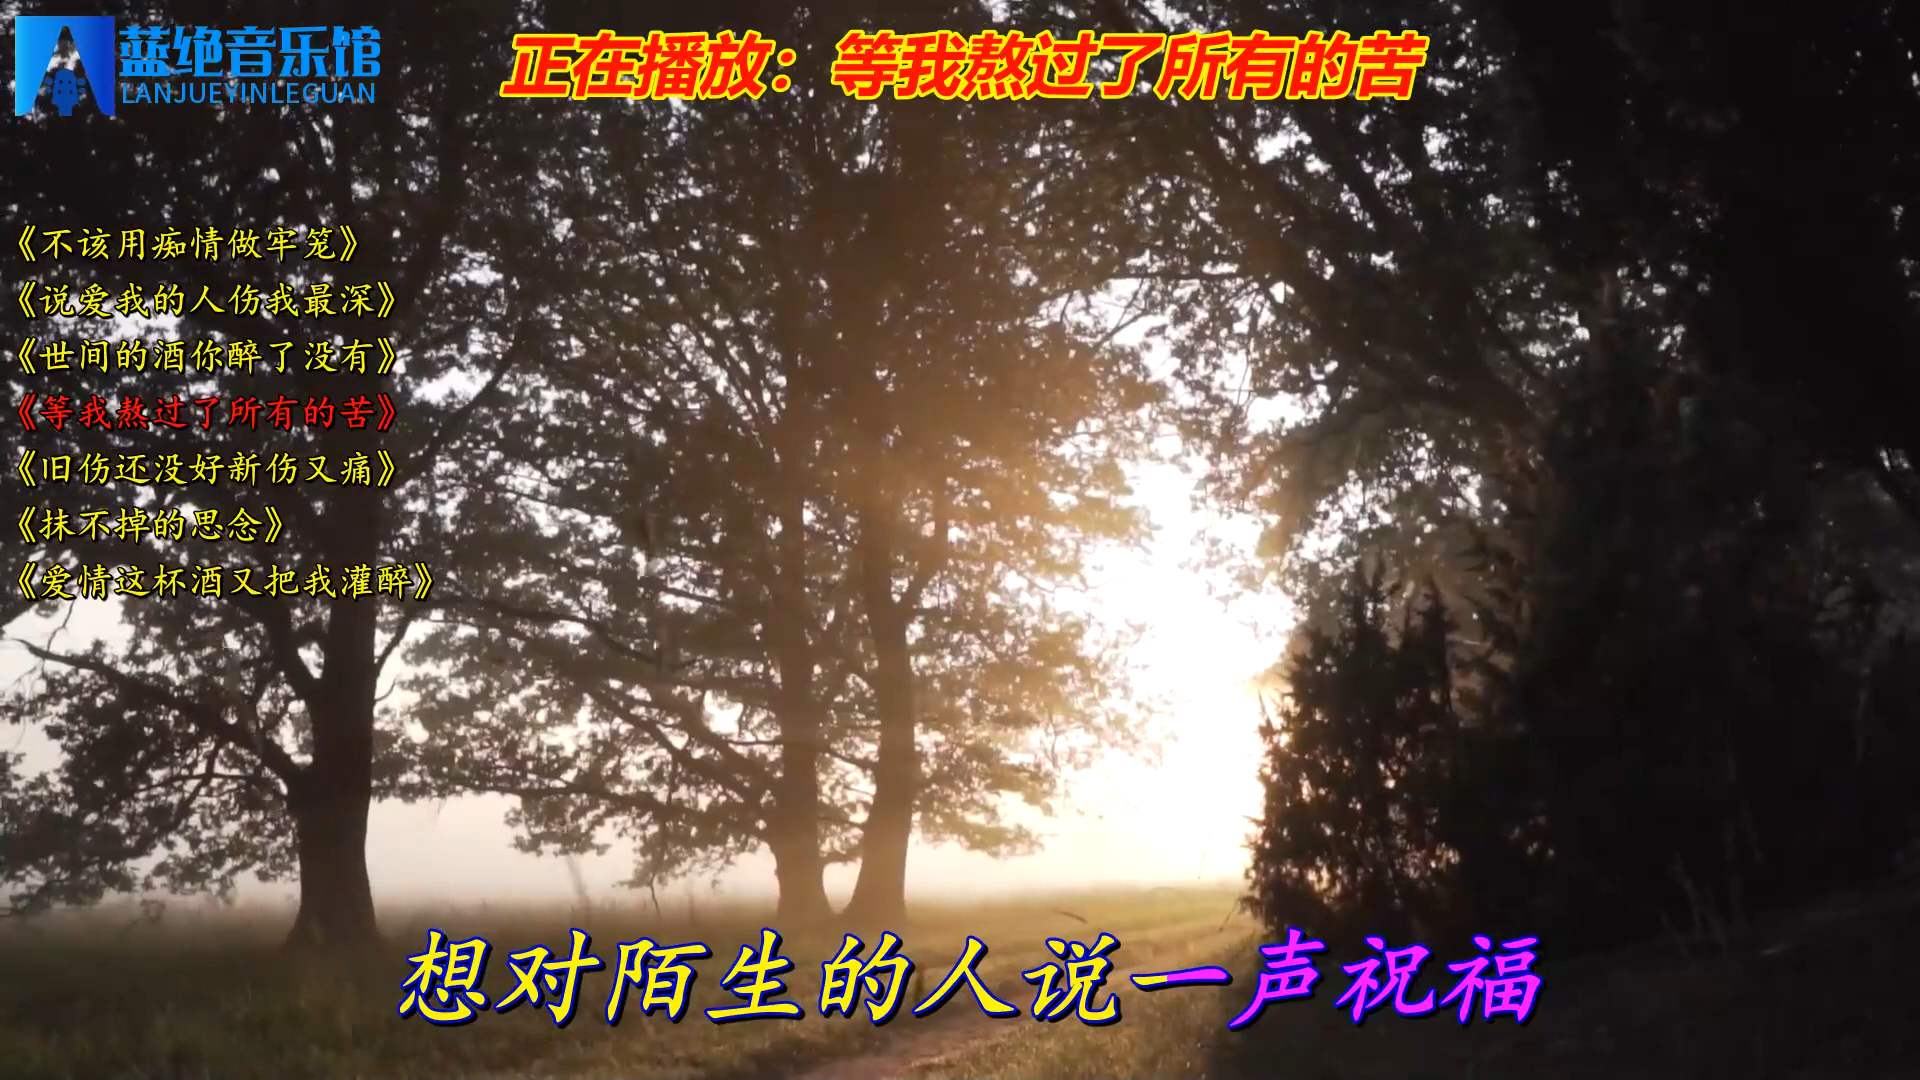 蓝绝音乐馆
LANJUEYINLEGUAN
正在播放：等我熬过了所有的苦
《不该用痴情做牢笼》
《说爱我的人伤我最深》
《世间的酒你醉了没有》
《等我熬过了所有的苦》
《旧伤还没好新伤又痛》
《抹不掉的思念》
《爱情这杯酒又把我灌醉》
想对陌生的人说一声祝福